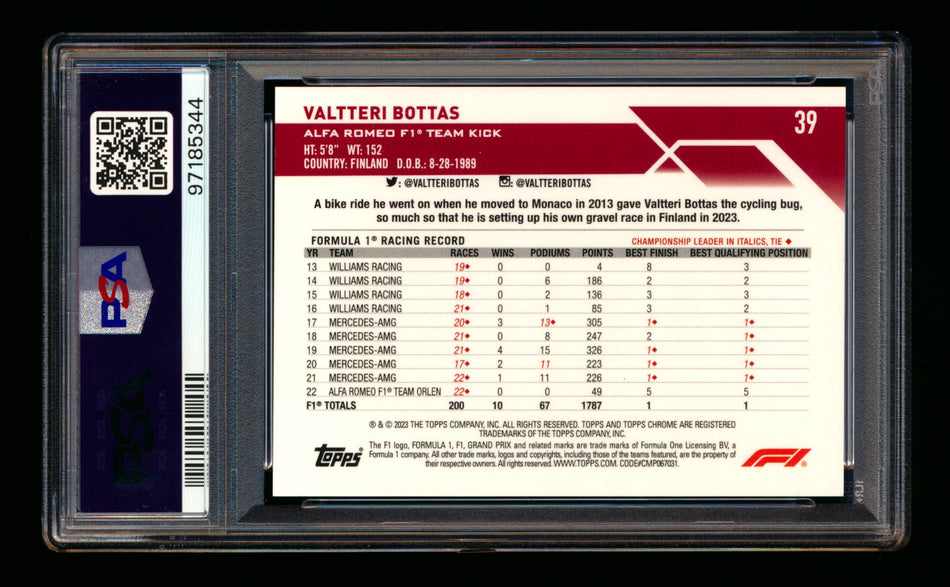 PSA
97185344
VALTTERI BOTTAS
39
ALFA ROMEO F1® TEAM KICK
HT: 5'8" WT: 152
COUNTRY: FINLAND D.O.B.: 8-28-1989
: @VALTTERIBOTTAS : @VALTTERIBOTTAS
A bike ride he went on when he moved to Monaco in 2013 gave Valtteri Bottas the cycling bug,
so much so that he is setting up his own gravel race in Finland in 2023.
FORMULA 1® RACING RECORD CHAMPIONSHIP LEADER IN ITALICS, TIE ♦
YR TEAM RACES WINS PODIUMS POINTS BEST FINISH BEST QUALIFYING POSITION
13 WILLIAMS RACING 19♦ 0 0 4 8 3
14 WILLIAMS RACING 19♦ 0 6 186 2 2
15 WILLIAMS RACING 18♦ 0 2 136 3 3
16 WILLIAMS RACING 21♦ 0 1 85 3 2
17 MERCEDES-AMG 20♦ 3 13♦ 305 1♦ 1♦
18 MERCEDES-AMG 21♦ 0 8 247 2 1♦
19 MERCEDES-AMG 21♦ 4 15 326 1♦ 1♦
20 MERCEDES-AMG 17♦ 2 11 223 1♦ 1♦
21 MERCEDES-AMG 22♦ 1 11 226 1♦ 1♦
22 ALFA ROMEO F1® TEAM ORLEN 22♦ 0 0 49 5 5
F1® TOTALS 200 10 67 1787 1 1
® & © 2023 THE TOPPS COMPANY, INC. ALL RIGHTS RESERVED. TOPPS AND TOPPS CHROME ARE REGISTERED
TRADEMARKS OF THE TOPPS COMPANY, INC.
The F1 logo, FORMULA 1, F1, GRAND PRIX and related marks are trade marks of Formula One Licensing BV, a
Formula 1 company. All other trade marks, logos and copyrights, including those of the teams featured, are the property of
their respective owners. All rights reserved. WWW.TOPPS.COM. CODE#CMP067031.
Topps
F1®
PSA